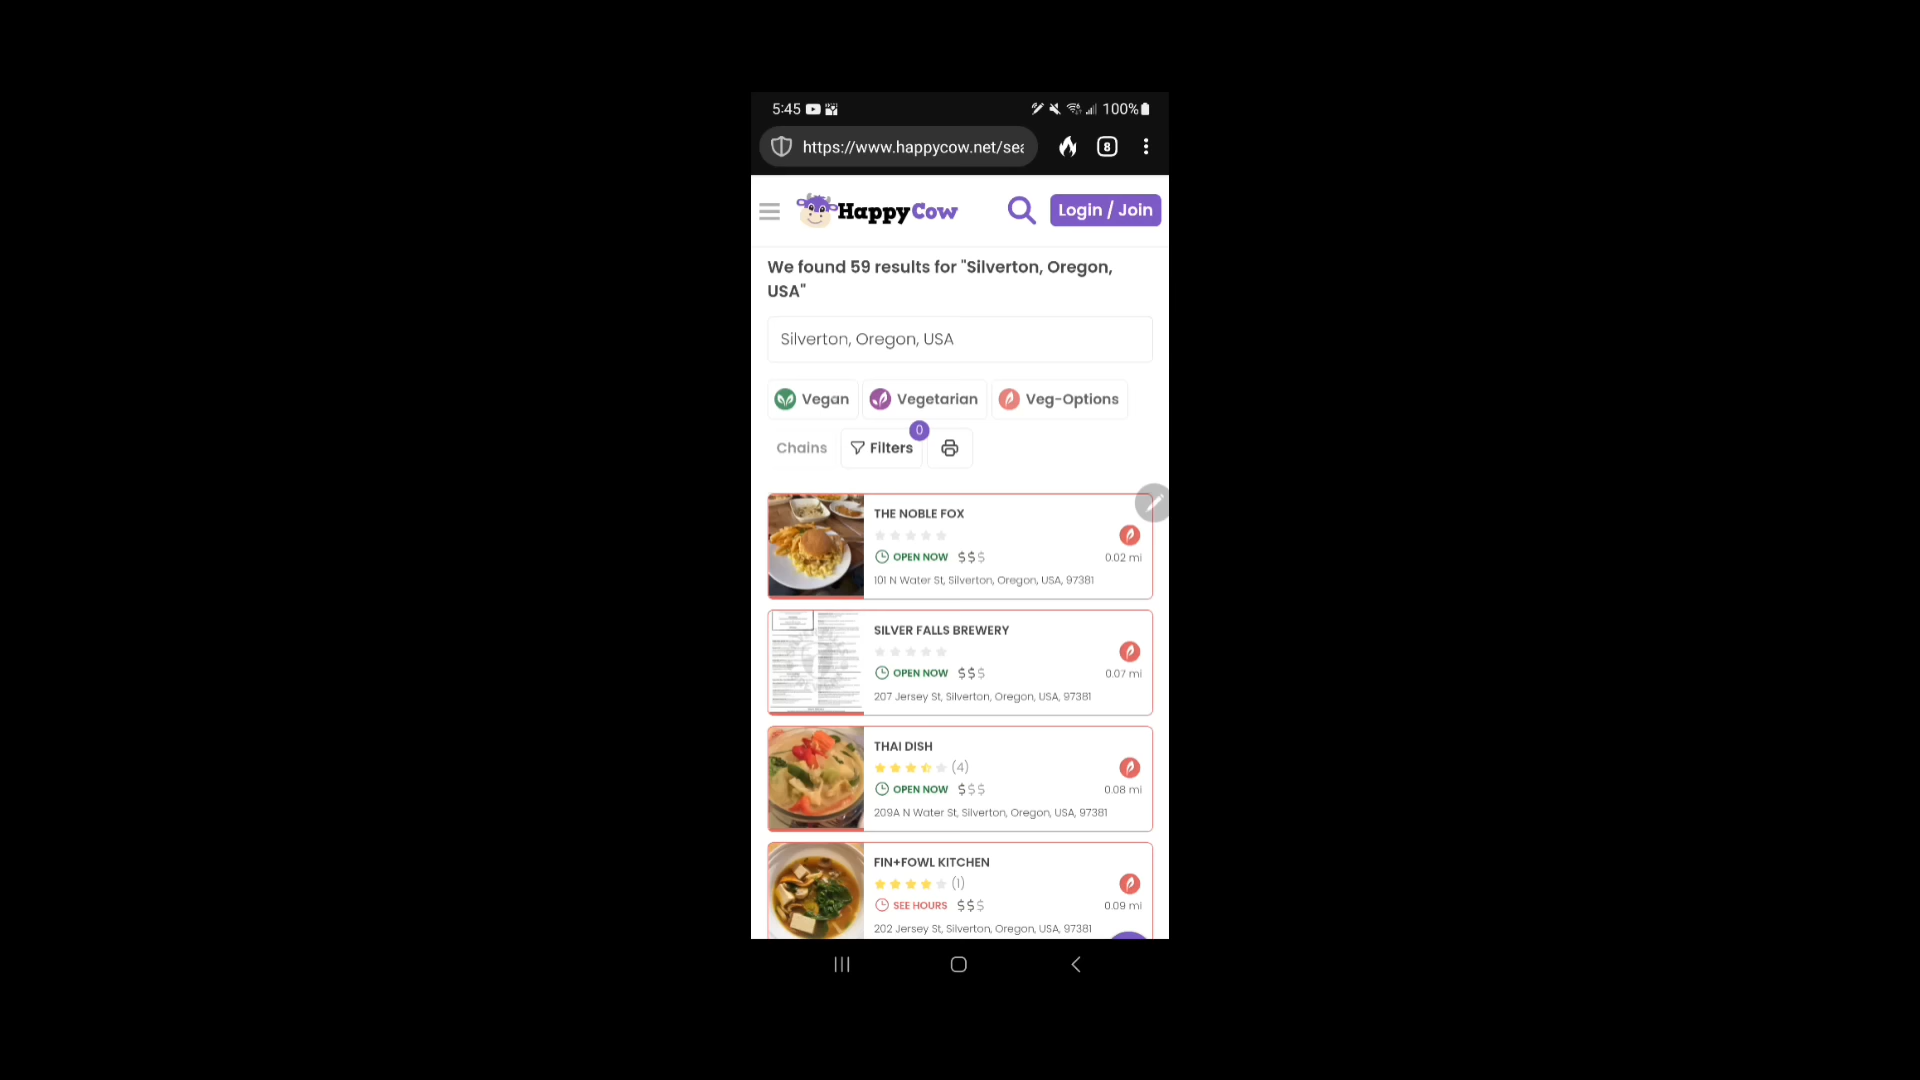 5:45
100%
https://www.happycow.net/sea
8
HappyCow
Login / Join
We found 59 results for "Silverton, Oregon,
USA"
Silverton, Oregon, USA
Vegan
Vegetarian
Veg-Options
0
Chains
Filters
THE NOBLE FOX
OPEN NOW $$$
0.02 mi
101 N Water St, Silverton, Oregon, USA, 97381
SILVER FALLS BREWERY
OPEN NOW $$$
0.07 mi
207 Jersey St, Silverton, Oregon, USA, 97381
THAI DISH
(4)
OPEN NOW $$$
0.08 mi
209A N Water St, Silverton, Oregon, USA, 97381
FIN+FOWL KITCHEN
(1)
SEE HOURS $$$
0.09 mi
202 Jersey St, Silverton, Oregon, USA, 97381